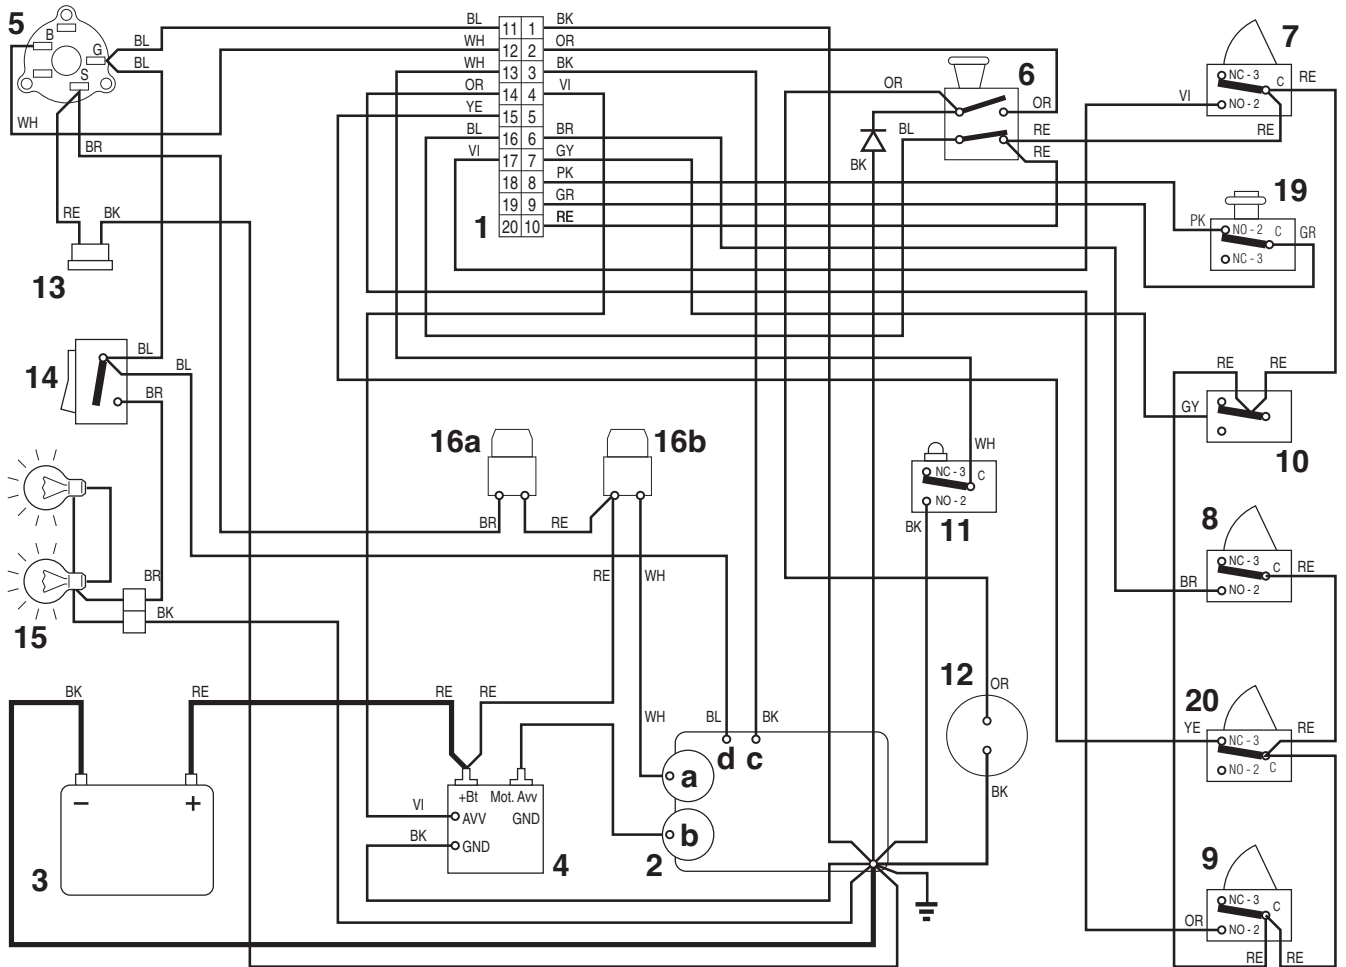 5
B
G
S
BL
BL
WH
BR
RE
BK
13
BL
WH
WH
OR
YE
BL
VI
11 1
12 2
13 3
14 4
15 5
16 6
17 7
18 8
19 9
20 10
1
BK
OR
BK
VI
BR
GY
PK
GR
RE
OR
6
OR
BL
RE
RE
BK
7
NC - 3
C
NO - 2
RE
VI
RE
19
PK
NO - 2
C
GR
NC - 3
14
BL
BL
BR
16a
16b
BR
RE
RE
WH
WH
11
NC - 3
C
NO - 2
BK
RE
RE
GY
10
8
NC - 3
C
RE
BR
NO - 2
15
BR
BK
12
OR
BK
20
YE
NC - 3
RE
NO - 2
C
BK
RE
RE
RE
WH
BL
BK
d
c
a
b
2
3
−
+
+Bt
Mot. Avv
VI
AVV
GND
BK
GND
4
9
NC - 3
C
OR
NO - 2
RE
RE